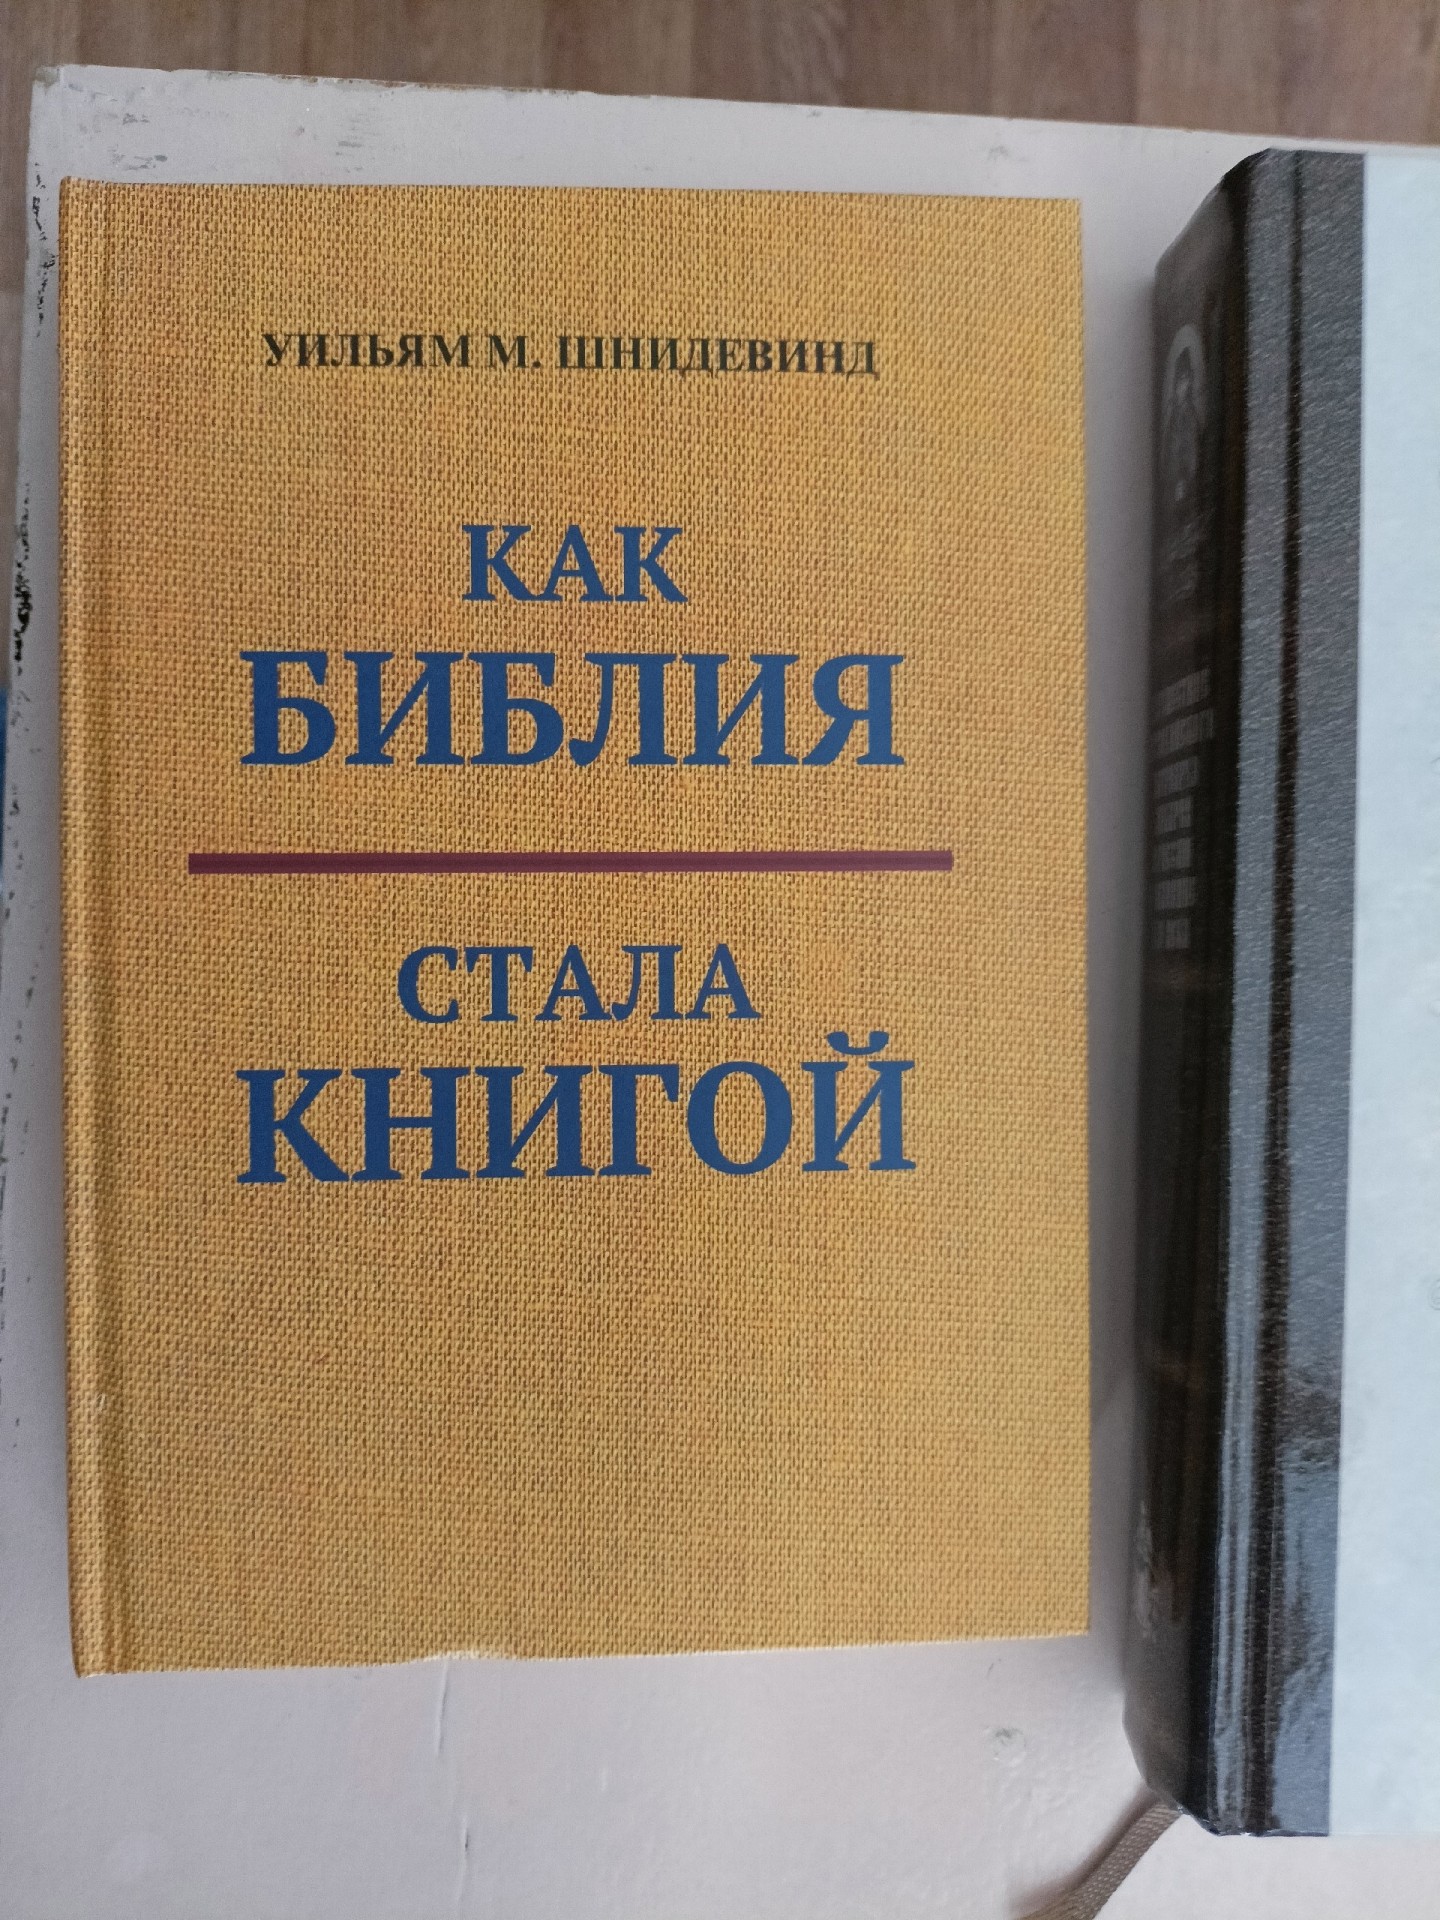 УИЛЬЯМ М. ШНИДЕВИНД
КАК
БИБЛИЯ
СТАЛА
КНИГОЙ